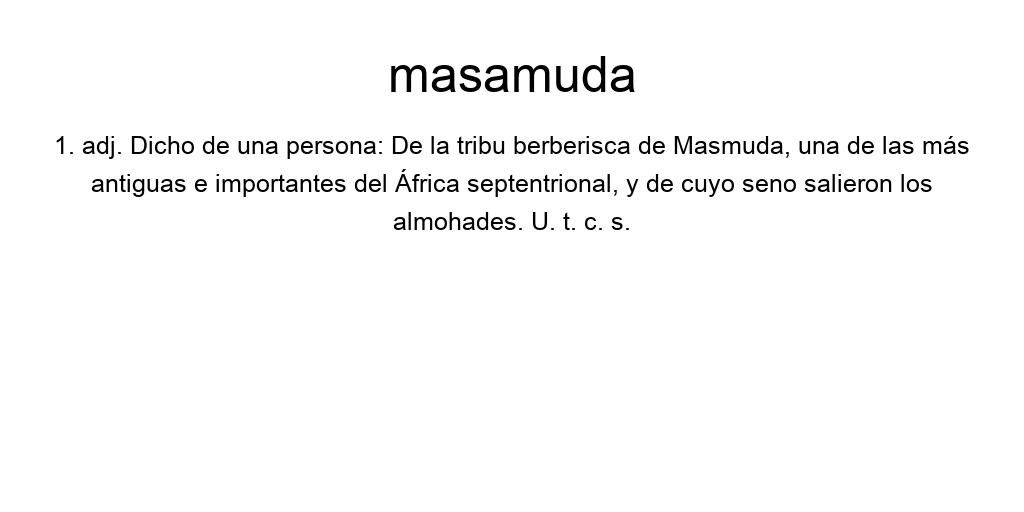 masamuda
1. adj. Dicho de una persona: De la tribu berberisca de Masmuda, una de las más
antiguas e importantes del África septentrional, y de cuyo seno salieron los
almohades. U. t. c. s.